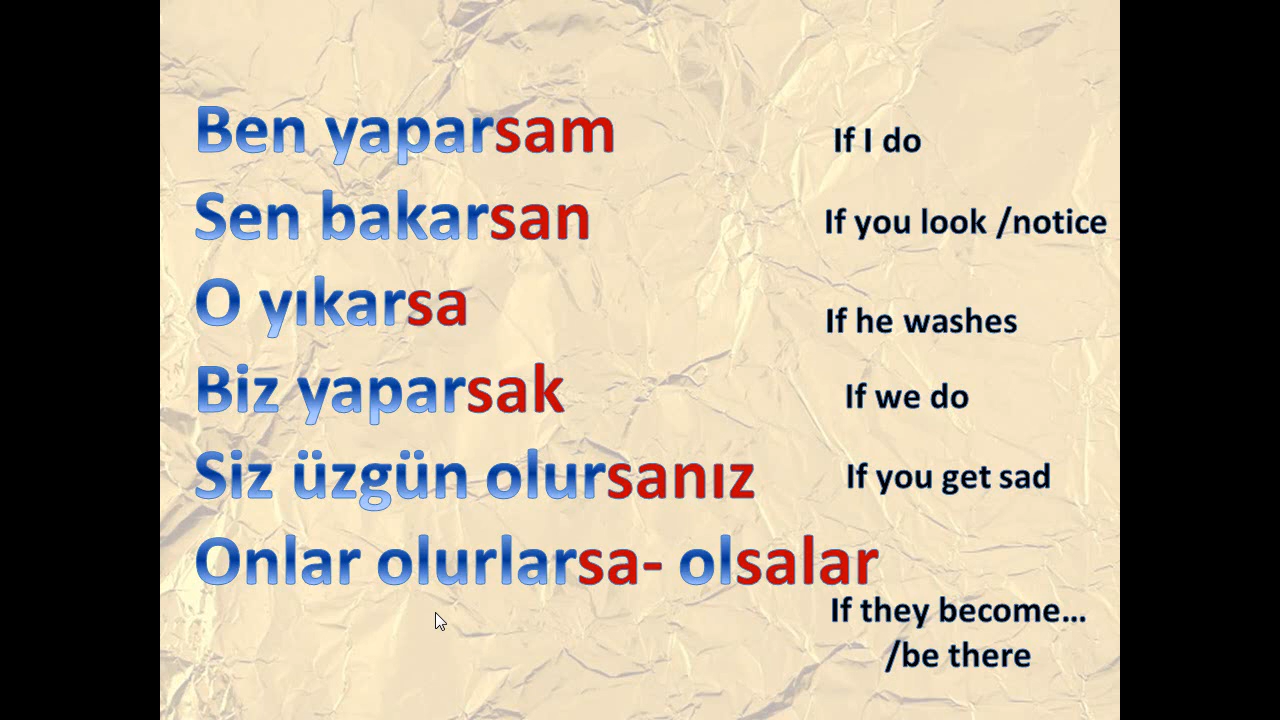 Ben yaparsam If I do
Sen bakarsan If you look /notice
O yıkarsa If he washes
Biz yaparsak If we do
Siz üzgün olursanız If you get sad
Onlar olurlarsa- olsalar
If they become...
/be there